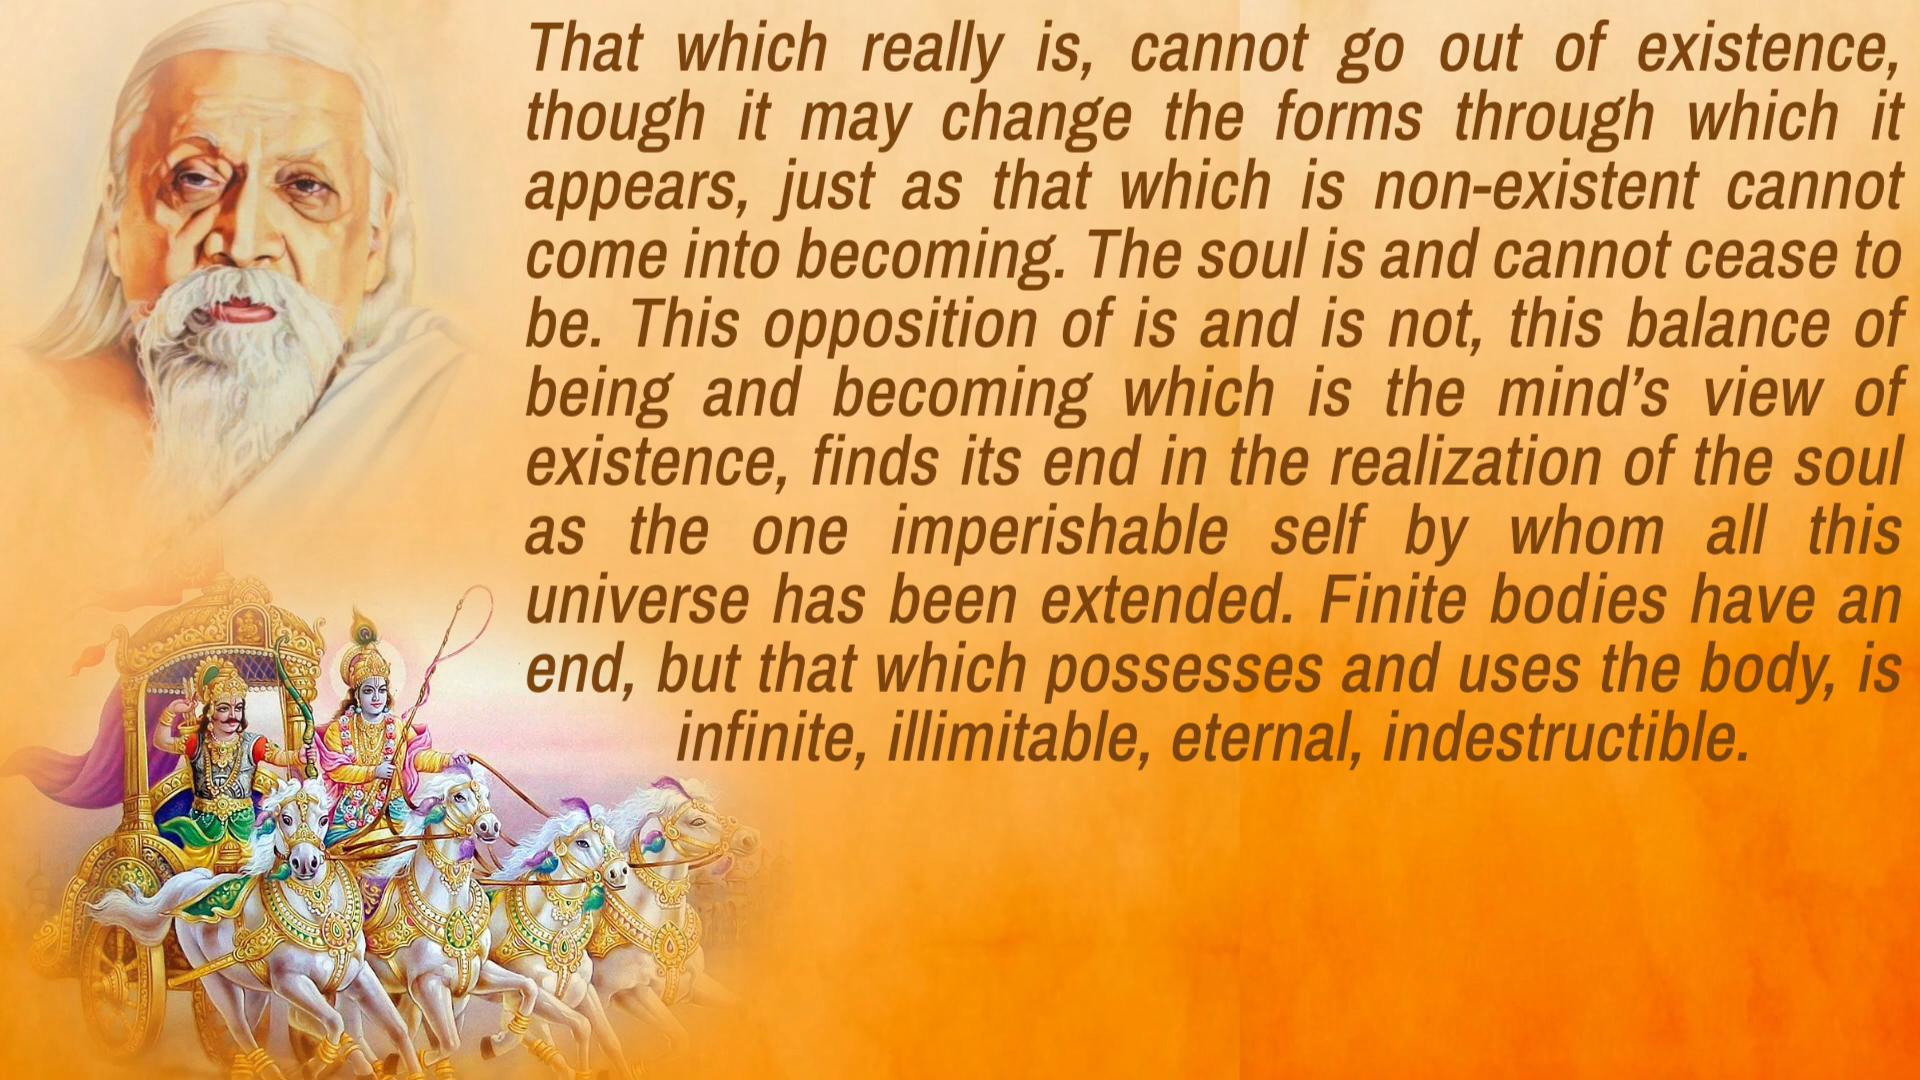 That which really is, cannot go out of existence,
though it may change the forms through which it
appears, just as that which is non-existent cannot
come into becoming. The soul is and cannot cease to
be. This opposition of is and is not, this balance of
being and becoming which is the mind’s view of
existence, finds its end in the realization of the soul
as the one imperishable self by whom all this
universe has been extended. Finite bodies have an
end, but that which possesses and uses the body, is
infinite, illimitable, eternal, indestructible.